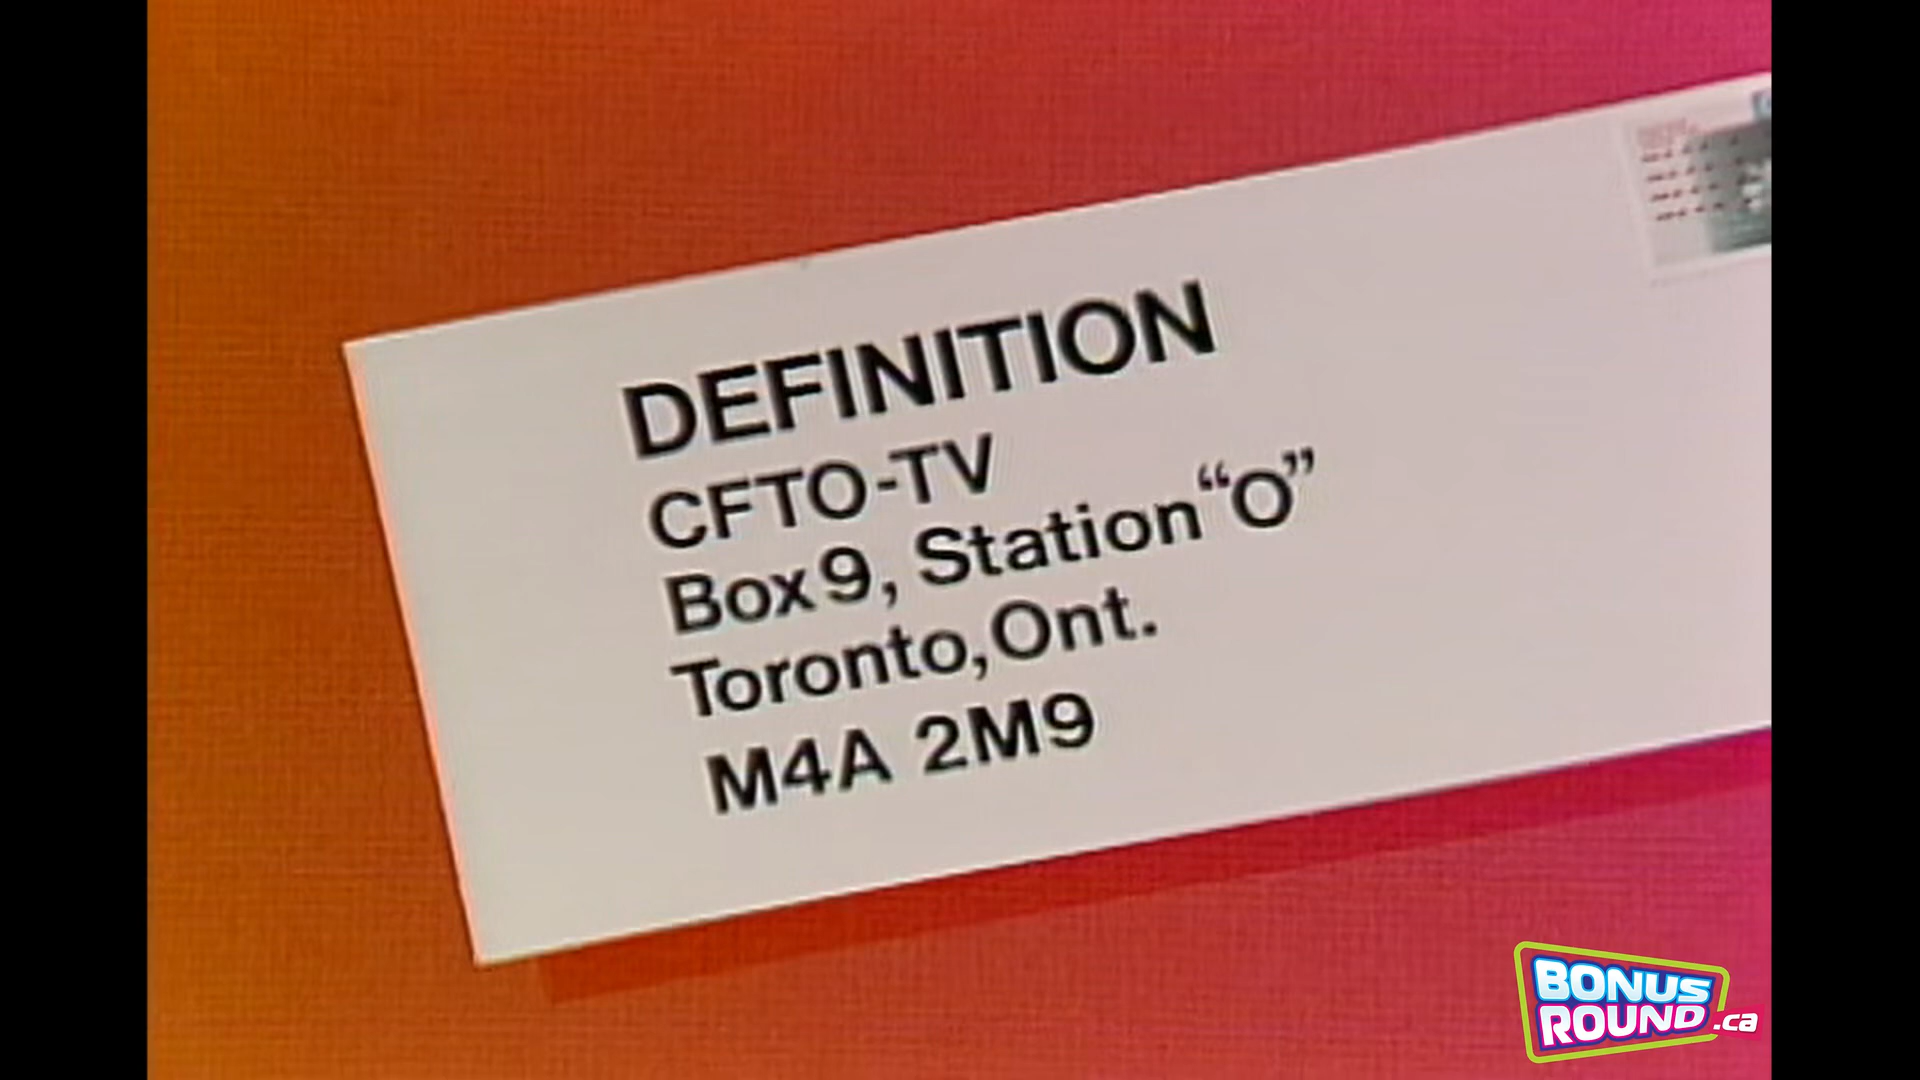 DEFINITION
CFTO-TV
Box 9, Station “O”
Toronto, Ont.
M4A 2M9
BONUS
ROUND.ca